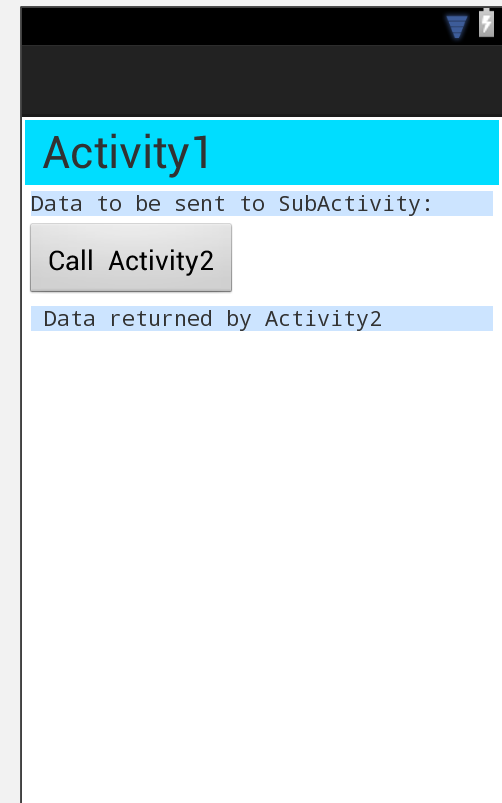 Activity1
Data to be sent to SubActivity:
Call Activity2
Data returned by Activity2